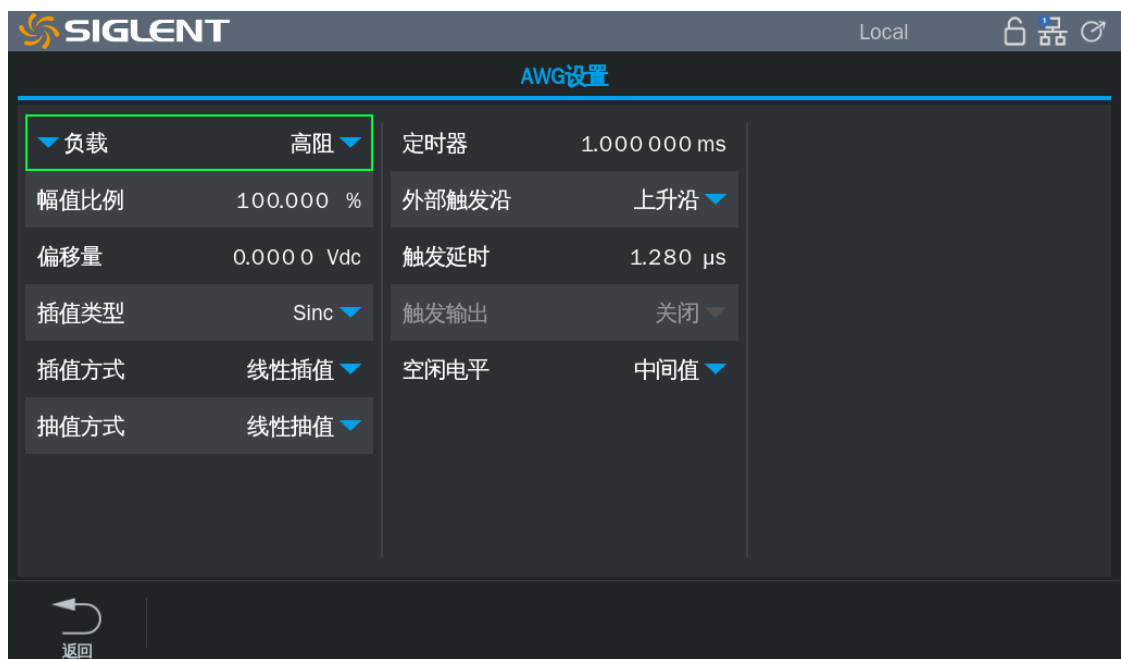 SIGLENT
Local
1
AWG设置
负载 高阻
幅值比例 100.000 %
偏移量 0.0000 Vdc
插值类型 Sinc
插值方式 线性插值
抽值方式 线性抽值
定时器 1.000 000 ms
外部触发沿 上升沿
触发延时 1.280 μs
触发输出 关闭
空闲电平 中间值
返回